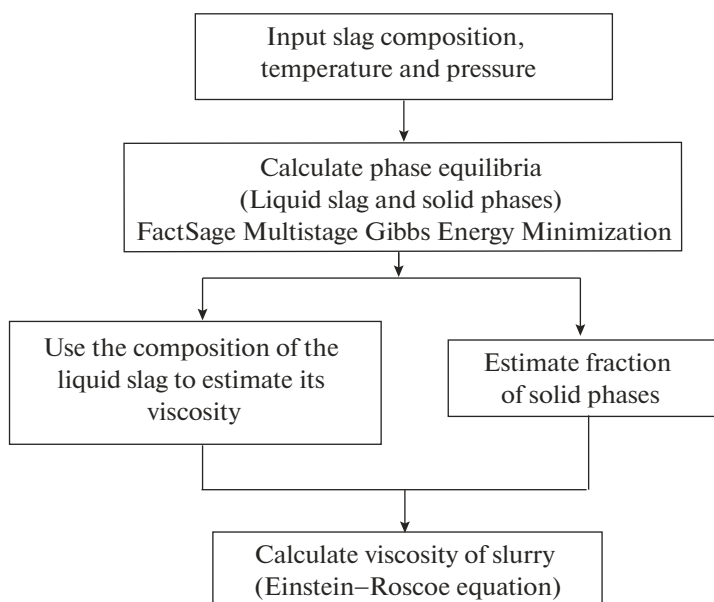 Input slag composition,
temperature and pressure
Calculate phase equilibria
(Liquid slag and solid phases)
FactSage Multistage Gibbs Energy Minimization
Use the composition of the
liquid slag to estimate its
viscosity
Estimate fraction
of solid phases
Calculate viscosity of slurry
(Einstein–Roscoe equation)